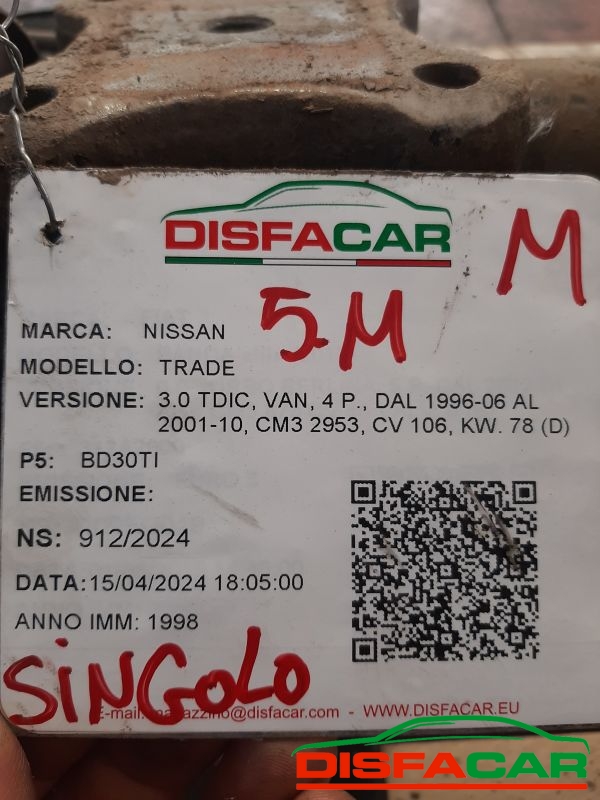 DISFACAR
M
5.M
MARCA: NISSAN
MODELLO: TRADE
VERSIONE: 3.0 TDIC, VAN, 4 P., DAL 1996-06 AL
2001-10, CM3 2953, CV 106, KW. 78 (D)
P5: BD30TI
EMISSIONE:
NS: 912/2024
DATA:15/04/2024 18:05:00
ANNO IMM: 1998
SiNGoLO
@disfacar.com - WWW.DISFACAR.EU
DISFACAR